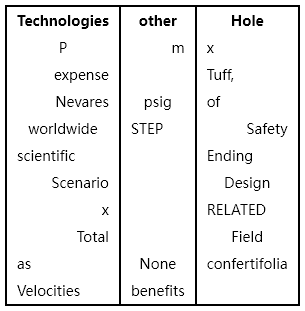 Technologies other Hole
P m x
expense Tuff,
Nevares psig of
worldwide STEP Safety
scientific Ending
Scenario Design
x RELATED
Total Field
as None confertifolia
Velocities benefits